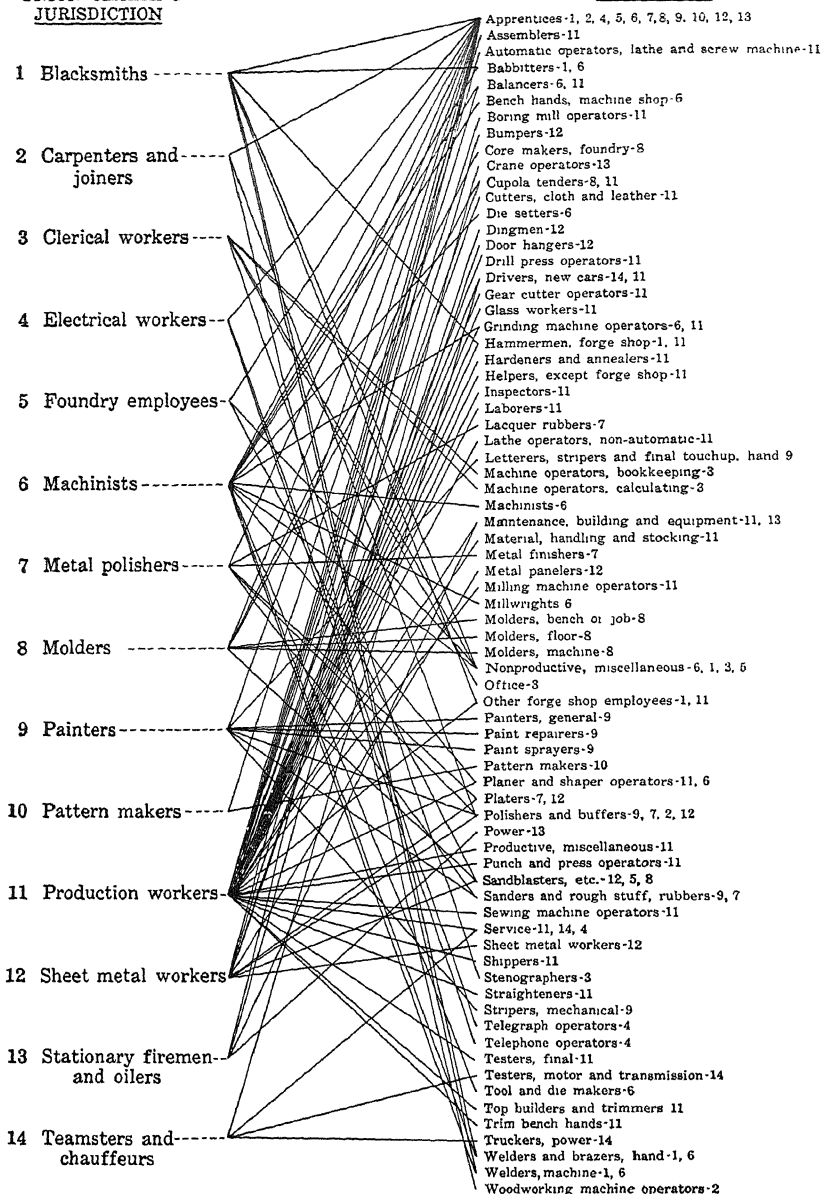 JURISDICTION
1 Blacksmiths
2 Carpenters and
joiners
3 Clerical workers
4 Electrical workers
5 Foundry employees
6 Machinists
7 Metal polishers
8 Molders
9 Painters
10 Pattern makers
11 Production workers
12 Sheet metal workers
13 Stationary firemen
and oilers
14 Teamsters and
chauffeurs
Apprentices-1, 2, 4, 5, 6, 7,8, 9. 10, 12, 13
Assemblers-11
Automatic operators, lathe and screw machine-11
Babbitters-1, 6
Balancers-6, 11
Bench hands, machine shop-6
Boring mill operators-11
Bumpers-12
Core makers, foundry-8
Crane operators-13
Cupola tenders-8, 11
Cutters, cloth and leather-11
Die setters-6
Dingmen-12
Door hangers-12
Drill press operators-11
Drivers, new cars-14, 11
Gear cutter operators-11
Glass workers-11
Grinding machine operators-6, 11
Hammermen, forge shop-1, 11
Hardeners and annealers-11
Helpers, except forge shop-11
Inspectors-11
Laborers-11
Lacquer rubbers-7
Lathe operators, non-automatic-11
Letterers, stripers and final touchup, hand 9
Machine operators, bookkeeping-3
Machine operators, calculating-3
Machinists-6
Maintenance, building and equipment-11, 13
Material, handling and stocking-11
Metal finishers-7
Metal panelers-12
Milling machine operators-11
Millwrights 6
Molders, bench or job-8
Molders, floor-8
Molders, machine-8
Nonproductive, miscellaneous-6, 1, 3, 5
Office-3
Other forge shop employees-1, 11
Painters, general-9
Paint repairers-9
Paint sprayers-9
Pattern makers-10
Planer and shaper operators-11, 6
Platers-7, 12
Polishers and buffers-9, 7, 2, 12
Power-13
Productive, miscellaneous-11
Punch and press operators-11
Sandblasters, etc.-12, 5, 8
Sanders and rough stuff, rubbers-9, 7
Sewing machine operators-11
Service-11, 14, 4
Sheet metal workers-12
Shippers-11
Stenographers-3
Straighteners-11
Stripers, mechanical-9
Telegraph operators-4
Telephone operators-4
Testers, final-11
Testers, motor and transmission-14
Tool and die makers-6
Top builders and trimmers 11
Trim bench hands-11
Truckers, power-14
Welders and brazers, hand-1, 6
Welders, machine-1, 6
Woodworking machine operators-2